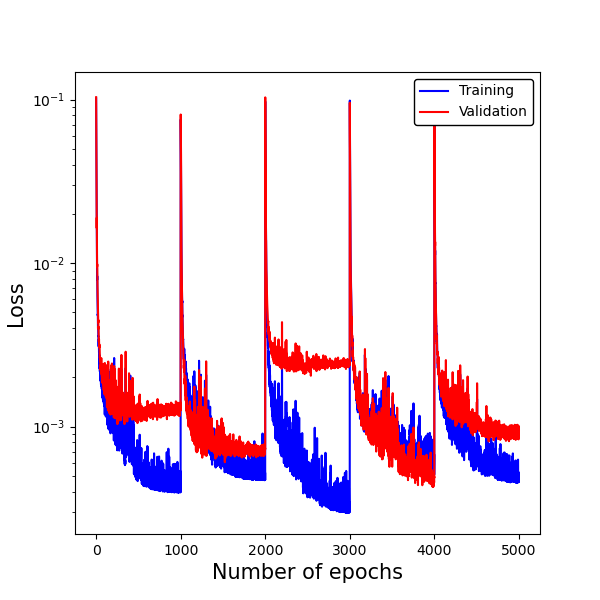 Training
Validation
Loss
10⁻¹
10⁻²
10⁻³
0 1000 2000 3000 4000 5000
Number of epochs